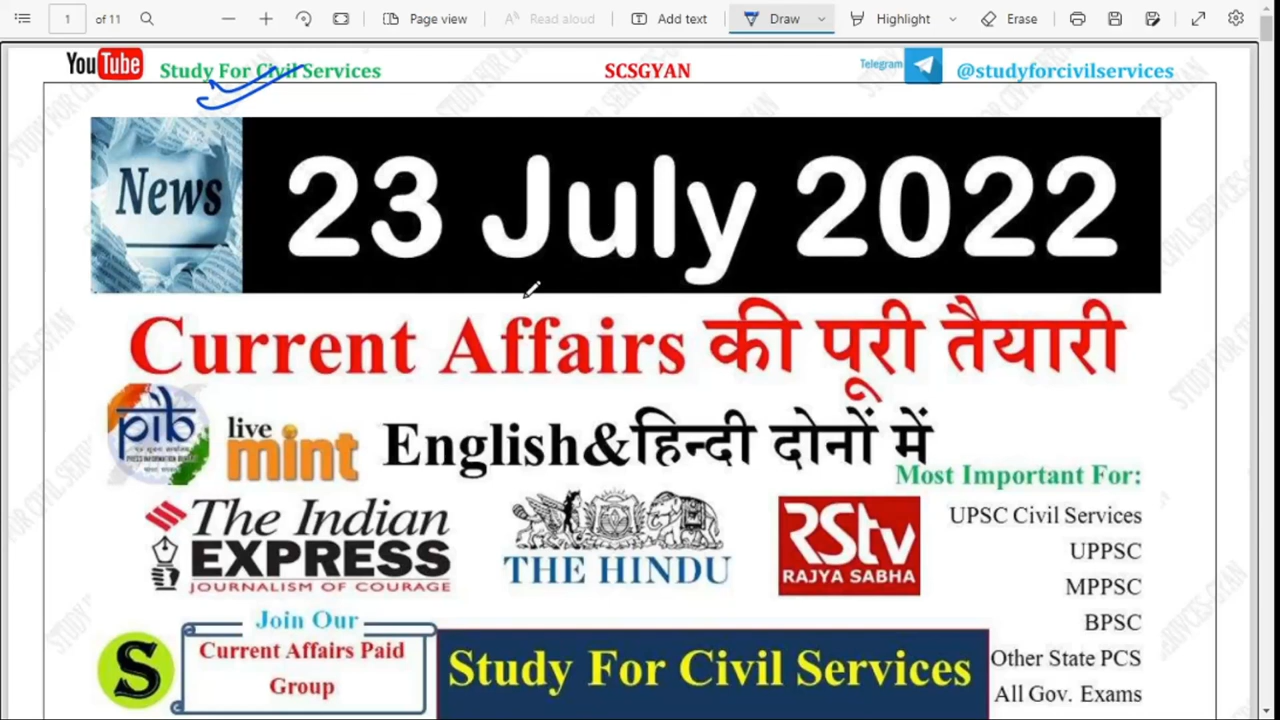 1 of 11 Page view Read aloud Add text Draw Highlight Erase
YouTube Study For Civil Services SCSGYAN Telegram @studyforcivilservices
News 23 July 2022
Current Affairs की पूरी तैयारी
pib PRESS INFORMATION BUREAU live mint English&हिन्दी दोनों में
Most Important For:
UPSC Civil Services
UPPSC
MPPSC
BPSC
Other State PCS
All Gov. Exams
The Indian EXPRESS
JOURNALISM OF COURAGE
THE HINDU
RStv
RAJYA SABHA
Join Our
Current Affairs Paid
Group
S
Study For Civil Services